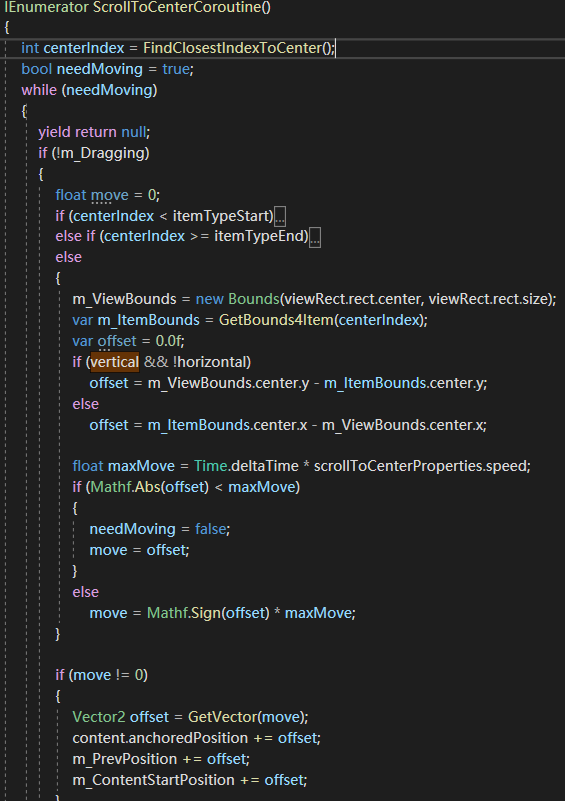 IEnumerator ScrollToCenterCoroutine()
{
int centerIndex = FindClosestIndexToCenter();
bool needMoving = true;
while (needMoving)
{
yield return null;
if (!m_Dragging)
{
float move = 0;
if (centerIndex < itemTypeStart)...
else if (centerIndex >= itemTypeEnd)...
else
{
m_ViewBounds = new Bounds(viewRect.rect.center, viewRect.rect.size);
var m_ItemBounds = GetBounds4Item(centerIndex);
var offset = 0.0f;
if (vertical && !horizontal)
offset = m_ViewBounds.center.y - m_ItemBounds.center.y;
else
offset = m_ItemBounds.center.x - m_ViewBounds.center.x;
float maxMove = Time.deltaTime * scrollToCenterProperties.speed;
if (Mathf.Abs(offset) < maxMove)
{
needMoving = false;
move = offset;
}
else
move = Mathf.Sign(offset) * maxMove;
}
if (move != 0)
{
Vector2 offset = GetVector(move);
content.anchoredPosition += offset;
m_PrevPosition += offset;
m_ContentStartPosition += offset;
}